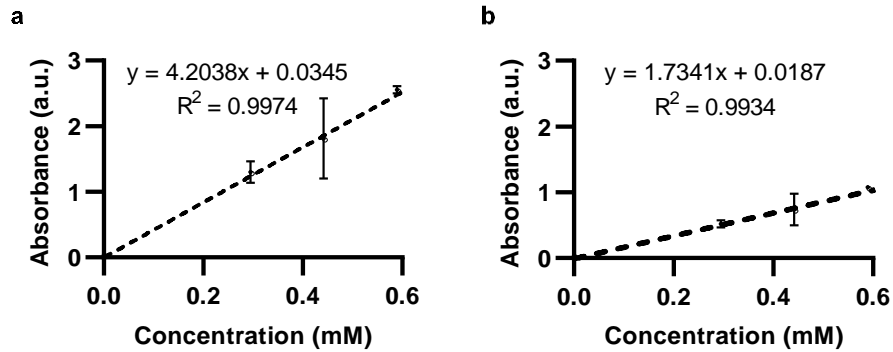 a
y = 4.2038x + 0.0345
R² = 0.9974
Absorbance (a.u.)
3
2
1
0
0.0 0.2 0.4 0.6
Concentration (mM)
b
y = 1.7341x + 0.0187
R² = 0.9934
Absorbance (a.u.)
3
2
1
0
0.0 0.2 0.4 0.6
Concentration (mM)